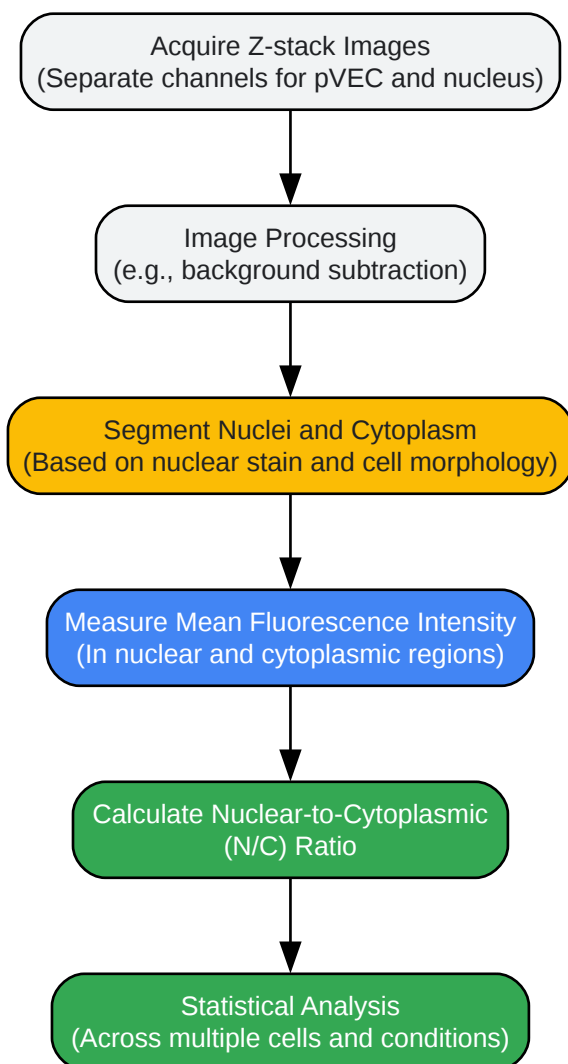 Acquire Z-stack Images
(Separate channels for pVEC and nucleus)
Image Processing
(e.g., background subtraction)
Segment Nuclei and Cytoplasm
(Based on nuclear stain and cell morphology)
Measure Mean Fluorescence Intensity
(In nuclear and cytoplasmic regions)
Calculate Nuclear-to-Cytoplasmic
(N/C) Ratio
Statistical Analysis
(Across multiple cells and conditions)